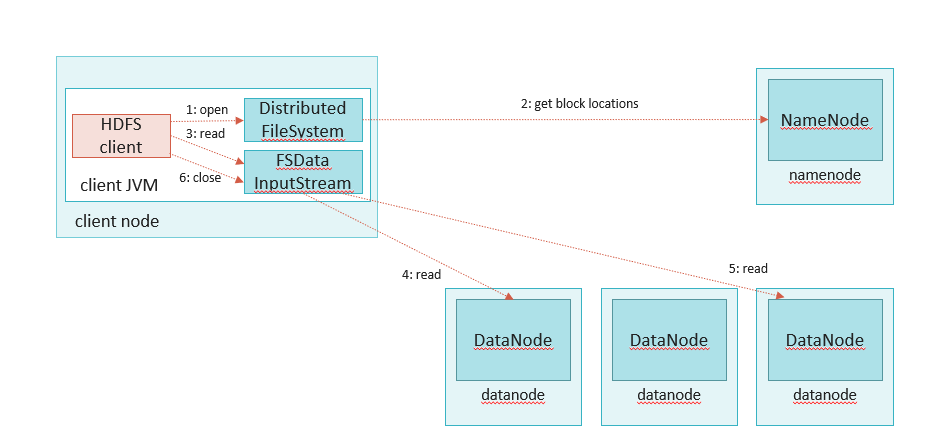 1: open
Distributed
FileSystem
2: get block locations
HDFS
client
3: read
NameNode
FSData
InputStream
6: close
client JVM
namenode
client node
4: read
5: read
DataNode
DataNode
DataNode
datanode
datanode
datanode